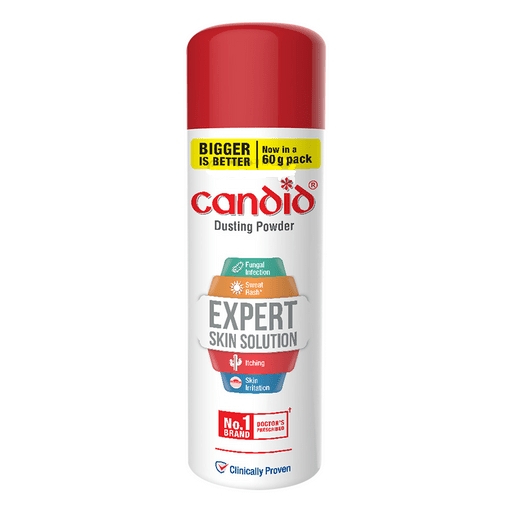 BIGGER
IS BETTER
Now in a
60g pack
candid®
Dusting Powder
Fungal
Infection
Sweat
Rash*
EXPERT
SKIN SOLUTION
Itching
Skin
Irritation
No.1
BRAND
DOCTOR'S
PRESCRIBED
†
Clinically Proven